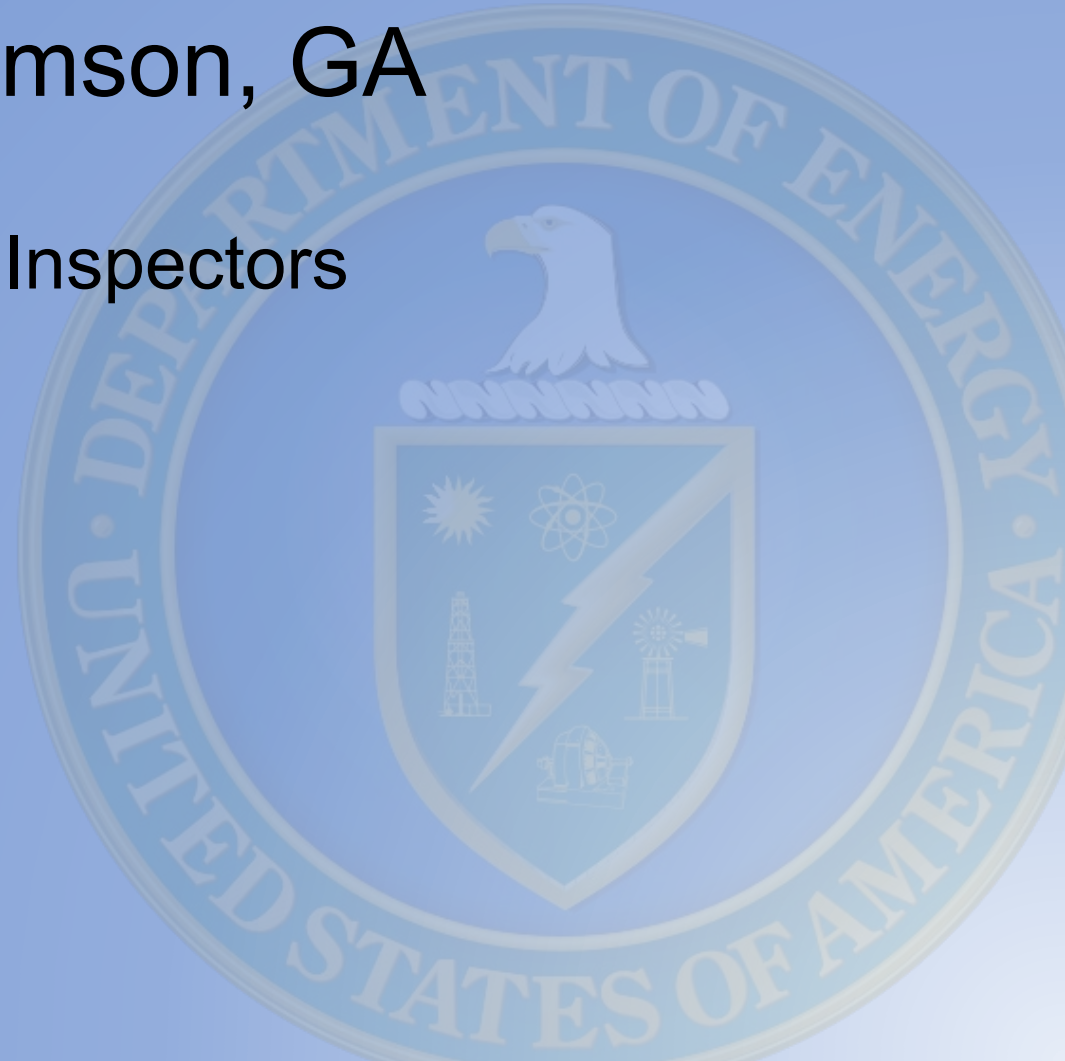 mson, GA
Inspectors
DEPARTMENT OF ENERGY
UNITED STATES OF AMERICA